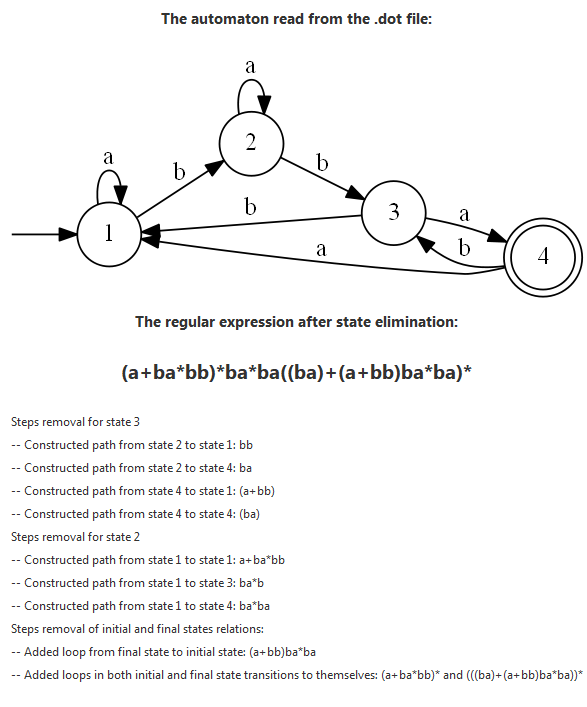 The automaton read from the .dot file:
a
2
b
b
a
1
b
3
a
b
a
4
The regular expression after state elimination:
(a+ba*bb)*ba*ba((ba)+(a+bb)ba*ba)*
Steps removal for state 3
-- Constructed path from state 2 to state 1: bb
-- Constructed path from state 2 to state 4: ba
-- Constructed path from state 4 to state 1: (a+bb)
-- Constructed path from state 4 to state 4: (ba)
Steps removal for state 2
-- Constructed path from state 1 to state 1: a+ba*bb
-- Constructed path from state 1 to state 3: ba*b
-- Constructed path from state 1 to state 4: ba*ba
Steps removal of initial and final states relations:
-- Added loop from final state to initial state: (a+bb)ba*ba
-- Added loops in both initial and final state transitions to themselves: (a+ba*bb)* and (((ba)+(a+bb)ba*ba))*